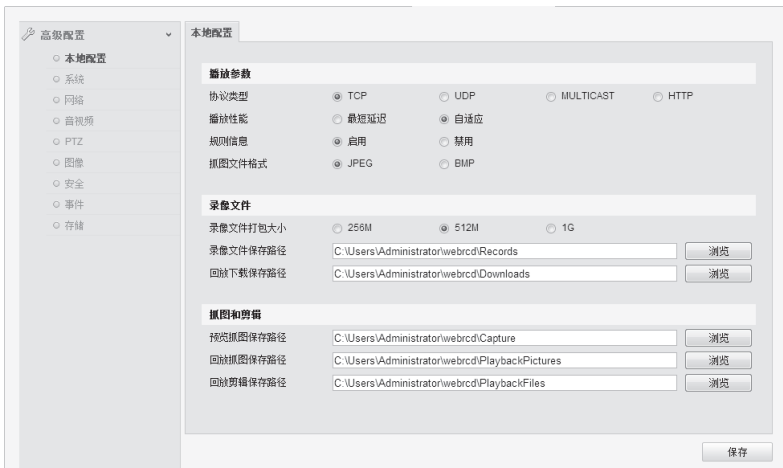 高级配置
本地配置
系统
网络
音视频
PTZ
图像
安全
事件
存储
本地配置
播放参数
协议类型 TCP UDP MULTICAST HTTP
播放性能 最短延迟 自适应
规则信息 启用 禁用
抓图文件格式 JPEG BMP
录像文件
录像文件打包大小 256M 512M 1G
录像文件保存路径 C:\Users\Administrator\webrcd\Records 浏览
回放下载保存路径 C:\Users\Administrator\webrcd\Downloads 浏览
抓图和剪辑
预览抓图保存路径 C:\Users\Administrator\webrcd\Capture 浏览
回放抓图保存路径 C:\Users\Administrator\webrcd\PlaybackPictures 浏览
回放剪辑保存路径 C:\Users\Administrator\webrcd\PlaybackFiles 浏览
保存